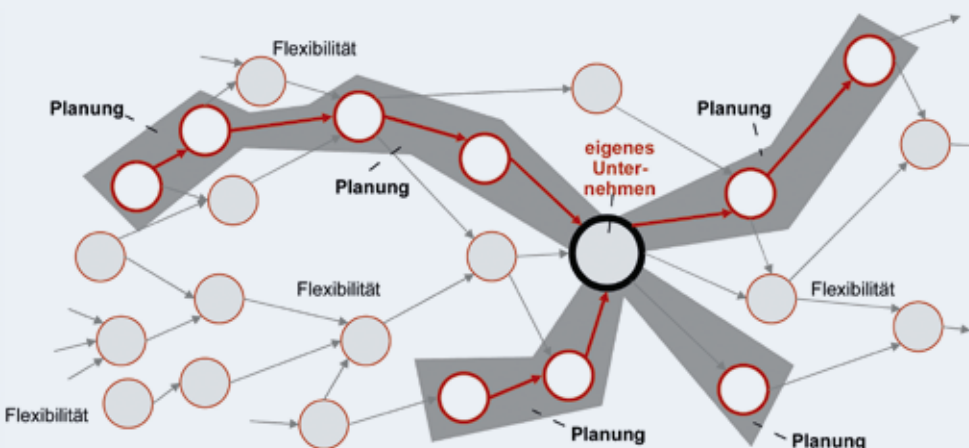 Flexibilität
Planung
Planung
eigenes
Unter-
nehmen
Planung
Flexibilität
Flexibilität
Flexibilität
Planung
Planung